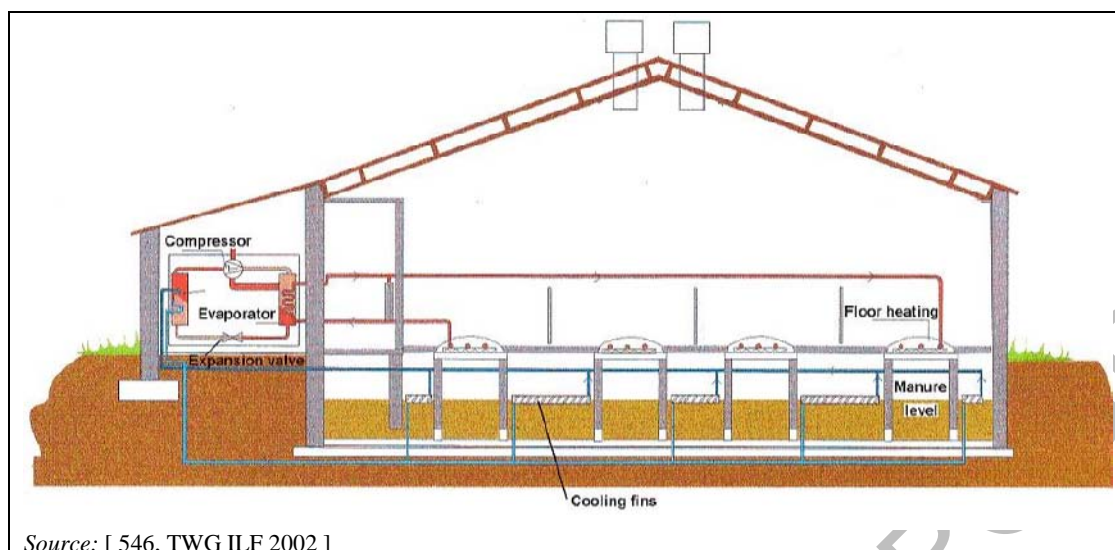 Compressor
Evaporator
Floor heating
Expansion valve
Manure
level
Cooling fins
Source: [ 546, TWG ILF 2002 ]